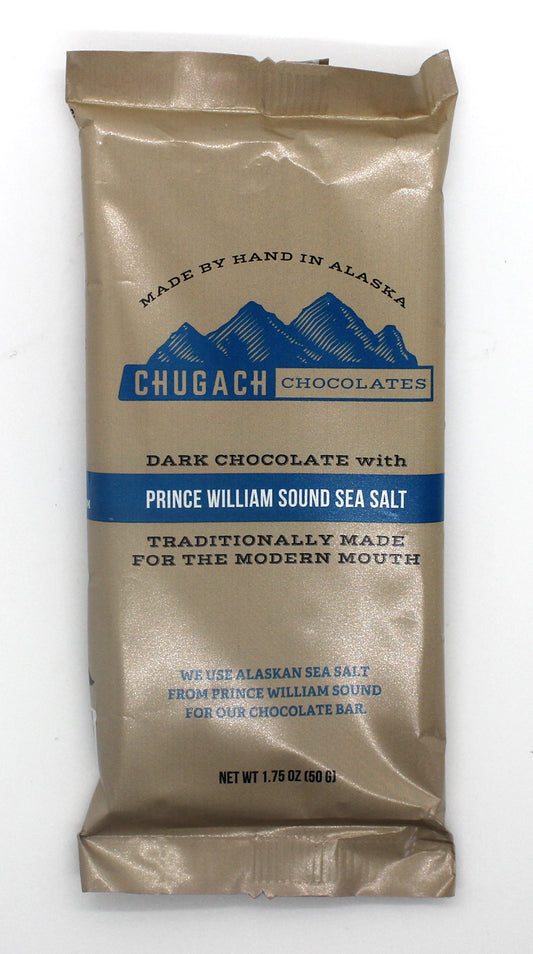 MADE BY HAND IN ALASKA
CHUGACH CHOCOLATES
DARK CHOCOLATE with
PRINCE WILLIAM SOUND SEA SALT
TRADITIONALLY MADE
FOR THE MODERN MOUTH
WE USE ALASKAN SEA SALT
FROM PRINCE WILLIAM SOUND
FOR OUR CHOCOLATE BAR.
NET WT 1.75 OZ (50 G)